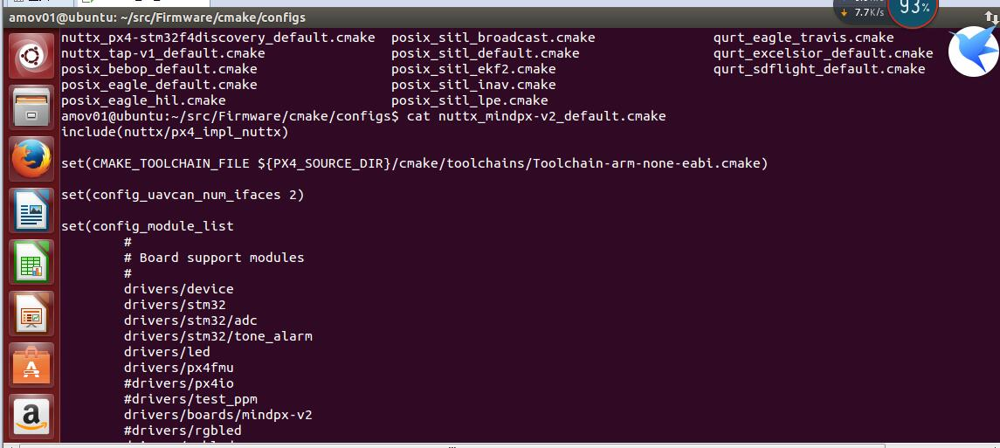 amov01@ubuntu: ~/src/Firmware/cmake/configs
7.7K/s
93%
nuttx_px4-stm32f4discovery_default.cmake posix_sitl_broadcast.cmake qurt_eagle_travis.cmake
nuttx_tap-v1_default.cmake posix_sitl_default.cmake qurt_excelsior_default.cmake
posix_bebop_default.cmake posix_sitl_ekf2.cmake qurt_sdflight_default.cmake
posix_eagle_default.cmake posix_sitl_inav.cmake
posix_eagle_hil.cmake posix_sitl_lpe.cmake
amov01@ubuntu:~/src/Firmware/cmake/configs$ cat nuttx_mindpx-v2_default.cmake
include(nuttx/px4_impl_nuttx)
set(CMAKE_TOOLCHAIN_FILE ${PX4_SOURCE_DIR}/cmake/toolchains/Toolchain-arm-none-eabi.cmake)
set(config_uavcan_num_ifaces 2)
set(config_module_list
#
# Board support modules
#
drivers/device
drivers/stm32
drivers/stm32/adc
drivers/stm32/tone_alarm
drivers/led
drivers/px4fmu
#drivers/px4io
#drivers/test_ppm
drivers/boards/mindpx-v2
#drivers/rgbled